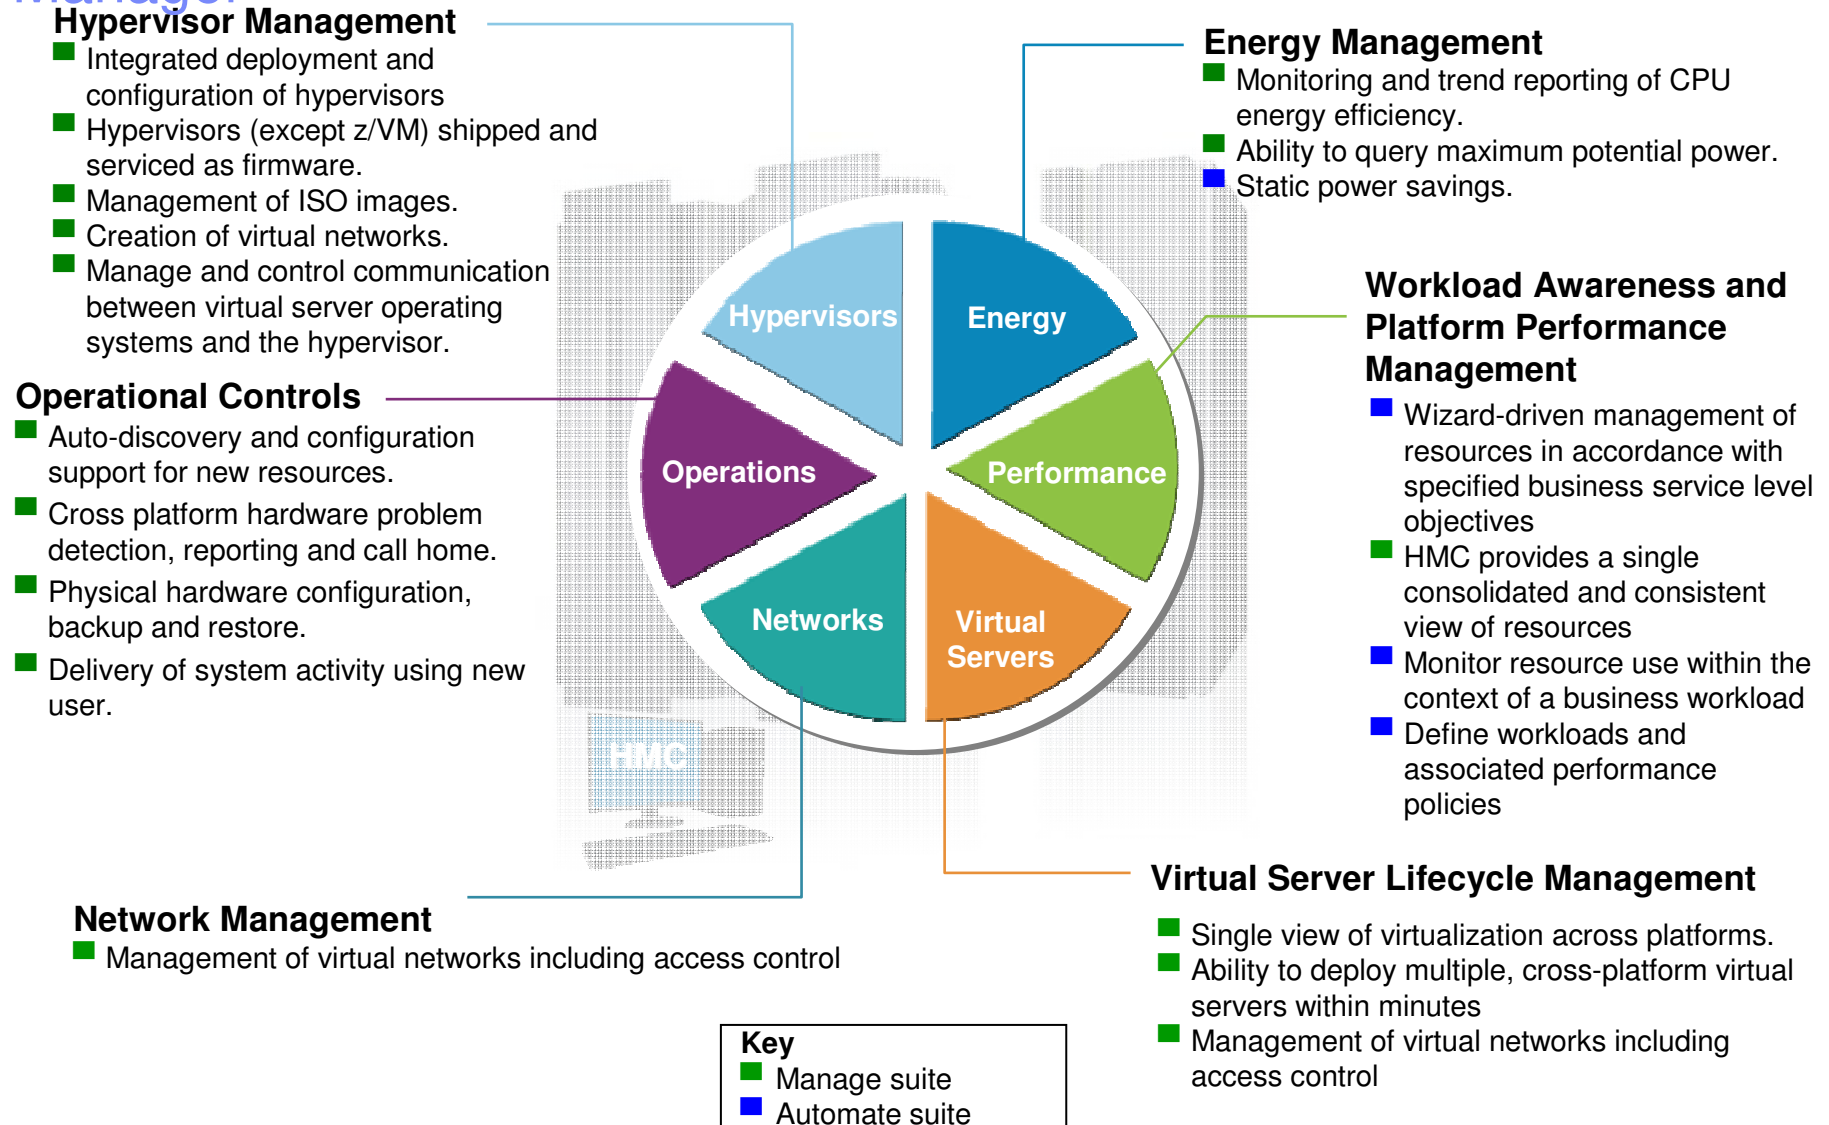 Manager
Hypervisor Management
Integrated deployment and
configuration of hypervisors
Hypervisors (except z/VM) shipped and
serviced as firmware.
Management of ISO images.
Creation of virtual networks.
Manage and control communication
between virtual server operating
systems and the hypervisor.
Operational Controls
Auto-discovery and configuration
support for new resources.
Cross platform hardware problem
detection, reporting and call home.
Physical hardware configuration,
backup and restore.
Delivery of system activity using new
user.
Network Management
Management of virtual networks including access control
Hypervisors
Energy
Operations
Performance
Networks
Virtual
Servers
HMC
Energy Management
Monitoring and trend reporting of CPU
energy efficiency.
Ability to query maximum potential power.
Static power savings.
Workload Awareness and
Platform Performance
Management
Wizard-driven management of
resources in accordance with
specified business service level
objectives
HMC provides a single
consolidated and consistent
view of resources
Monitor resource use within the
context of a business workload
Define workloads and
associated performance
policies
Virtual Server Lifecycle Management
Single view of virtualization across platforms.
Ability to deploy multiple, cross-platform virtual
servers within minutes
Management of virtual networks including
access control
Key
Manage suite
Automate suite